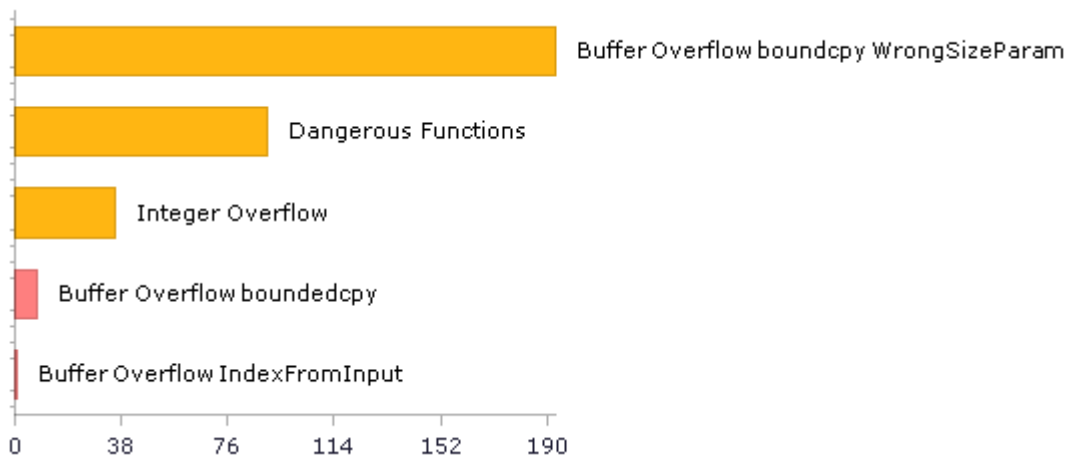 Buffer Overflow boundcpy WrongSizeParam
Dangerous Functions
Integer Overflow
Buffer Overflow boundedcpy
Buffer Overflow IndexFromInput
0 38 76 114 152 190